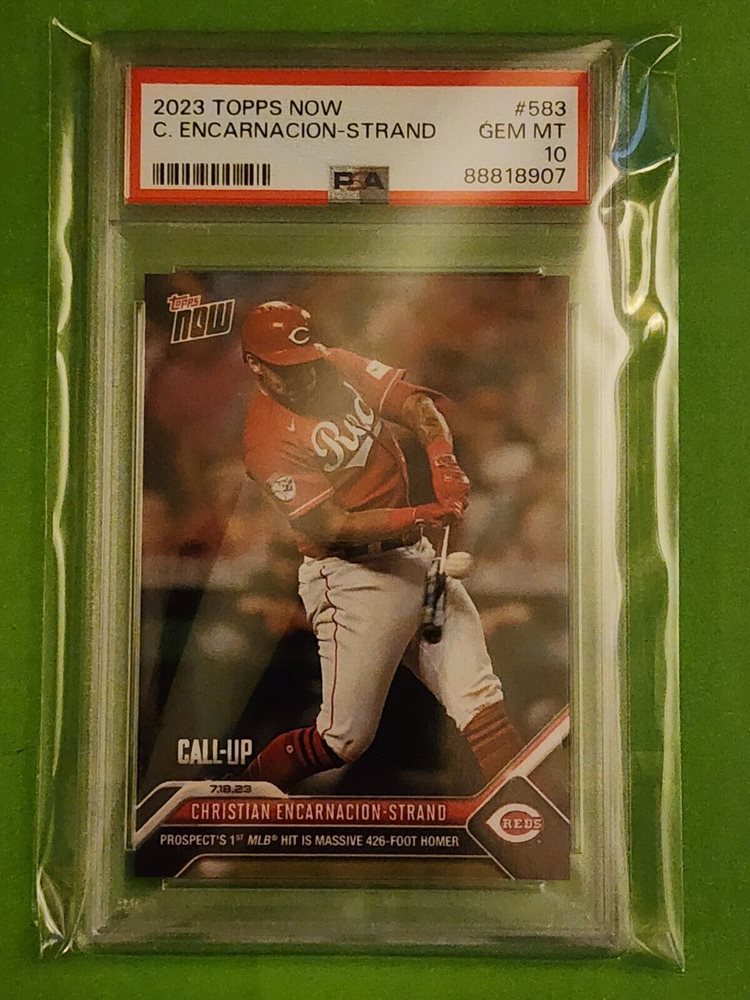 2023 TOPPS NOW #583
C. ENCARNACION-STRAND GEM MT
10
PSA 88818907
topps
now
C
Reds
CALL-UP
7.18.23
CHRISTIAN ENCARNACION-STRAND
REDS
PROSPECT'S 1ST MLB® HIT IS MASSIVE 426-FOOT HOMER